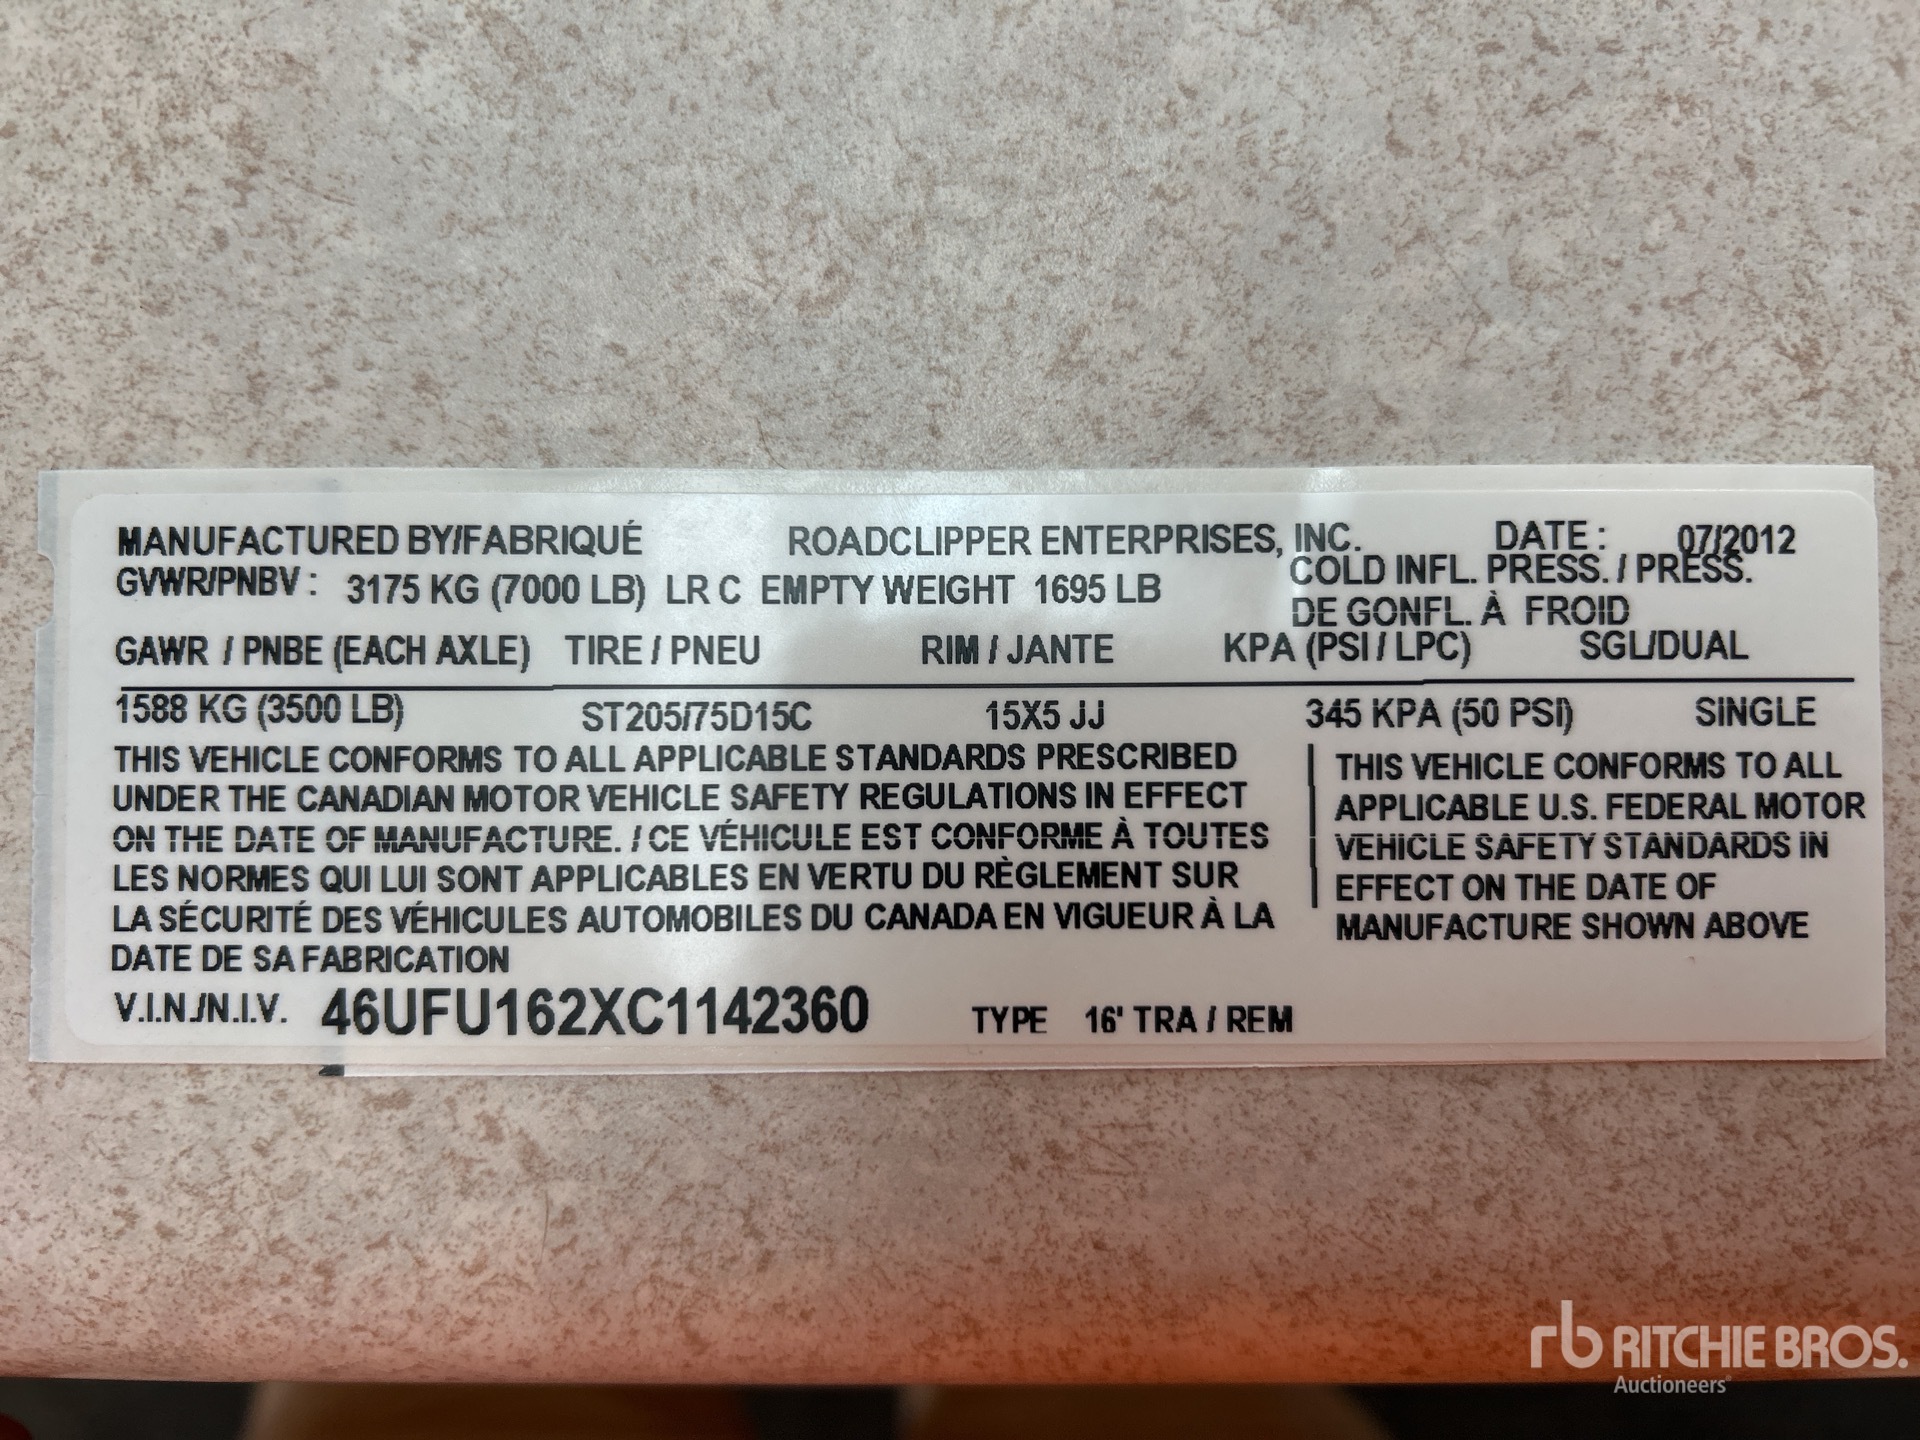 MANUFACTURED BY/FABRIQUÉ ROADCLIPPER ENTERPRISES, INC. DATE : 07/2012
GVWR/PNBV : 3175 KG (7000 LB) LR C EMPTY WEIGHT 1695 LB
COLD INFL. PRESS. / PRESS.
DE GONFL. À FROID
GAWR / PNBE (EACH AXLE) TIRE / PNEU RIM / JANTE KPA (PSI / LPC) SGL/DUAL
1588 KG (3500 LB) ST205/75D15C 15X5 JJ 345 KPA (50 PSI) SINGLE
THIS VEHICLE CONFORMS TO ALL APPLICABLE STANDARDS PRESCRIBED
UNDER THE CANADIAN MOTOR VEHICLE SAFETY REGULATIONS IN EFFECT
ON THE DATE OF MANUFACTURE. / CE VÉHICULE EST CONFORME À TOUTES
LES NORMES QUI LUI SONT APPLICABLES EN VERTU DU RÈGLEMENT SUR
LA SÉCURITÉ DES VÉHICULES AUTOMOBILES DU CANADA EN VIGUEUR À LA
DATE DE SA FABRICATION
THIS VEHICLE CONFORMS TO ALL
APPLICABLE U.S. FEDERAL MOTOR
VEHICLE SAFETY STANDARDS IN
EFFECT ON THE DATE OF
MANUFACTURE SHOWN ABOVE
V.I.N./N.I.V. 46UFU162XC1142360 TYPE 16' TRA / REM
rb RITCHIE BROS.
Auctioneers